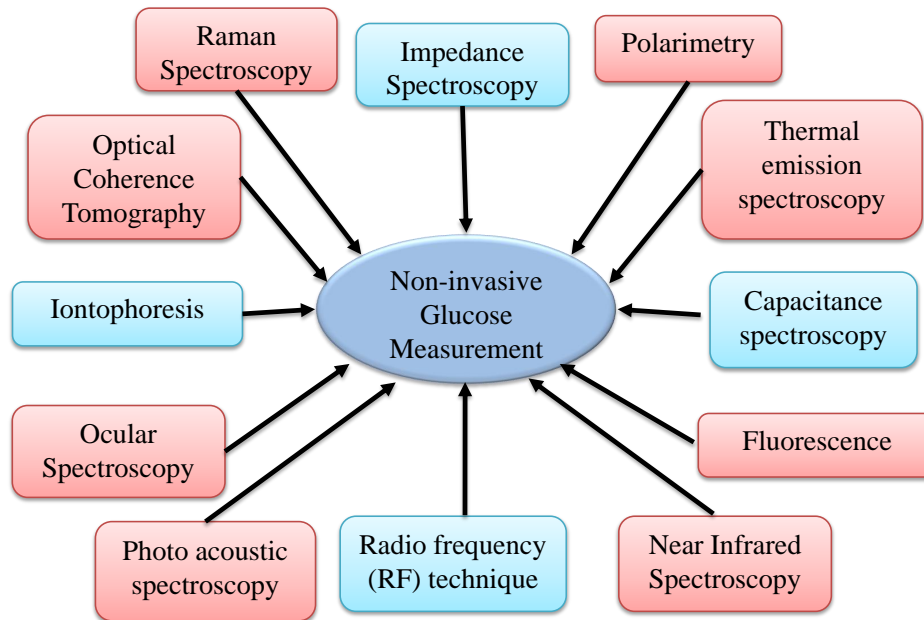 Raman
Spectroscopy
Impedance
Spectroscopy
Polarimetry
Optical
Coherence
Tomography
Thermal
emission
spectroscopy
Iontophoresis
Non-invasive
Glucose
Measurement
Capacitance
spectroscopy
Ocular
Spectroscopy
Fluorescence
Photo acoustic
spectroscopy
Radio frequency
(RF) technique
Near Infrared
Spectroscopy